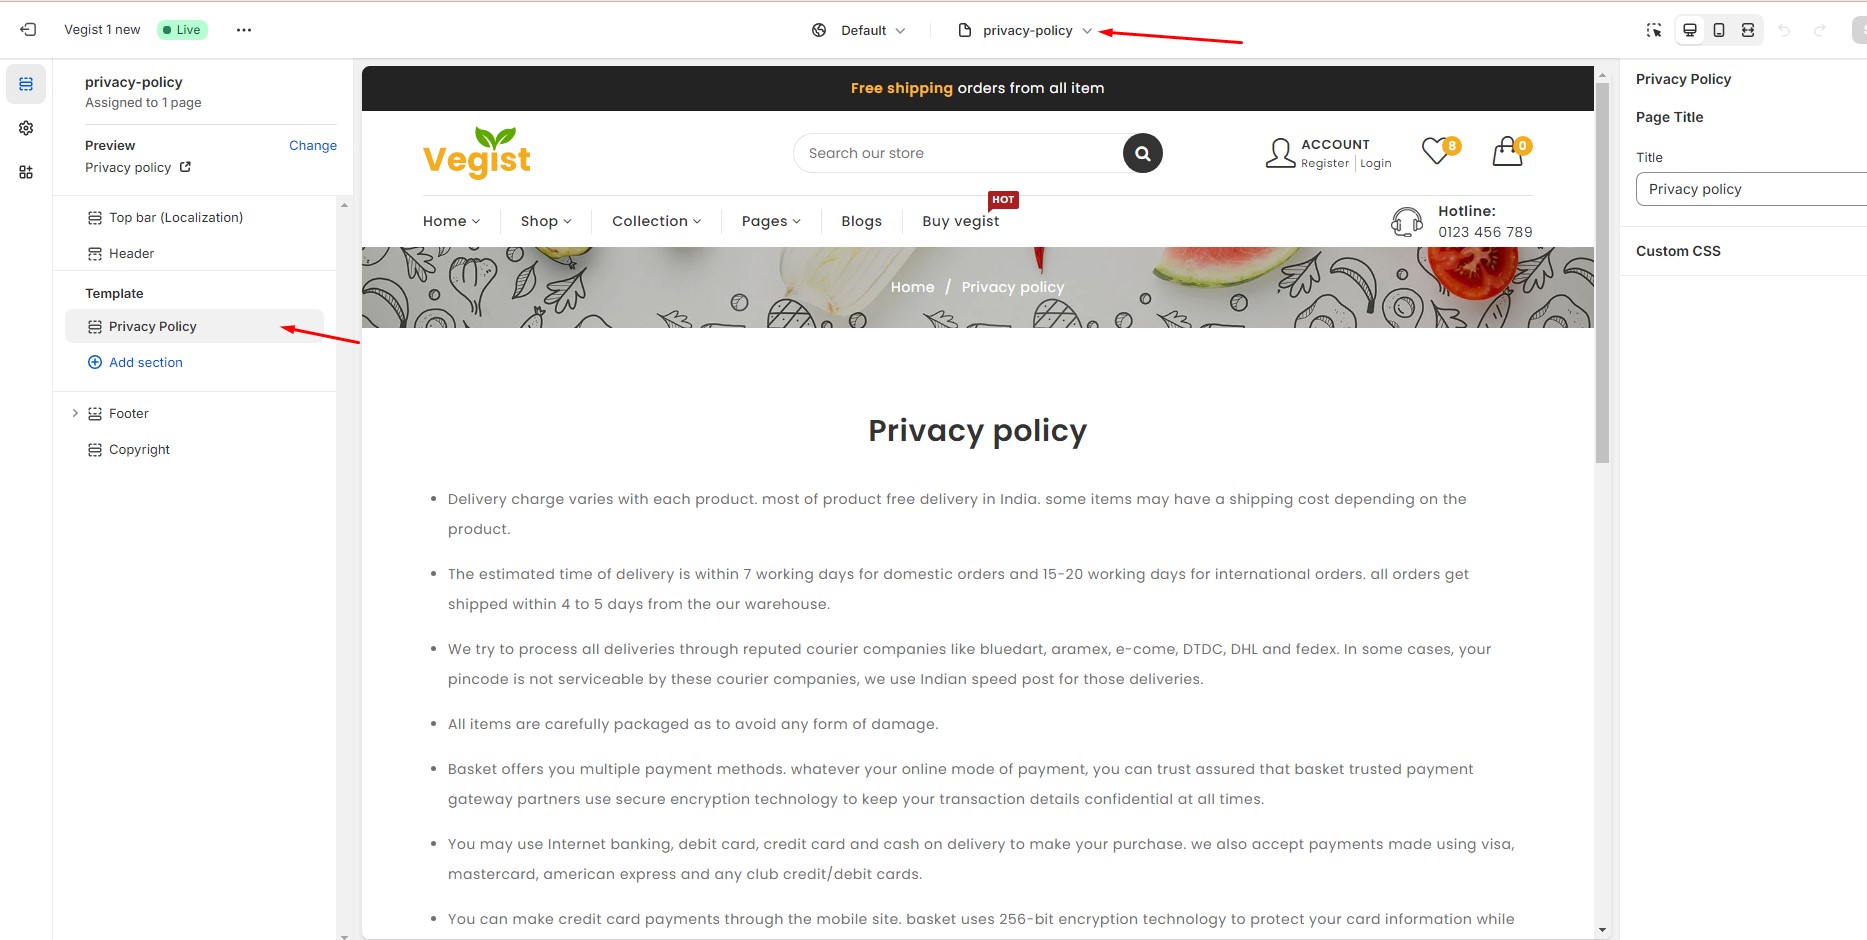 Vegist 1 new Live ...
Default privacy-policy
privacy-policy
Assigned to 1 page
Preview Change
Privacy policy
Top bar (Localization)
Header
Template
Privacy Policy
Add section
Footer
Copyright
Free shipping orders from all item
Vegist
Search our store
ACCOUNT
Register Login
8
0
HOT
Home Shop Collection Pages Blogs Buy vegist
Hotline:
0123 456 789
Home / Privacy policy
Privacy policy
• Delivery charge varies with each product. most of product free delivery in India. some items may have a shipping cost depending on the
product.
• The estimated time of delivery is within 7 working days for domestic orders and 15-20 working days for international orders. all orders get
shipped within 4 to 5 days from the our warehouse.
• We try to process all deliveries through reputed courier companies like bluedart, aramex, e-come, DTDC, DHL and fedex. In some cases, your
pincode is not serviceable by these courier companies, we use Indian speed post for those deliveries.
• All items are carefully packaged as to avoid any form of damage.
• Basket offers you multiple payment methods. whatever your online mode of payment, you can trust assured that basket trusted payment
gateway partners use secure encryption technology to keep your transaction details confidential at all times.
• You may use Internet banking, debit card, credit card and cash on delivery to make your purchase. we also accept payments made using visa,
mastercard, american express and any club credit/debit cards.
• You can make credit card payments through the mobile site. basket uses 256-bit encryption technology to protect your card information while
Privacy Policy
Page Title
Title
Privacy policy
Custom CSS